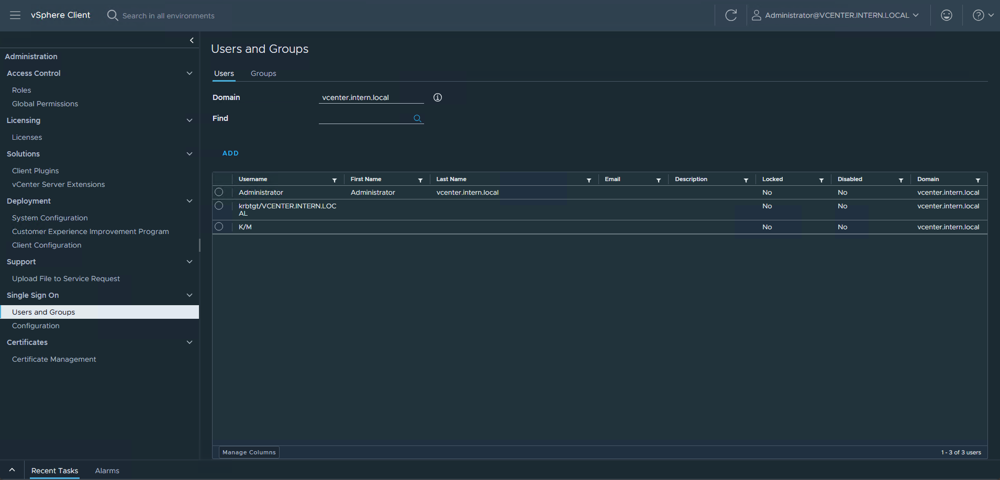 vSphere Client
Search in all environments
Administrator@VCENTER.INTERN.LOCAL
Administration
Access Control
Roles
Global Permissions
Licensing
Licenses
Solutions
Client Plugins
vCenter Server Extensions
Deployment
System Configuration
Customer Experience Improvement Program
Client Configuration
Support
Upload File to Service Request
Single Sign On
Users and Groups
Configuration
Certificates
Certificate Management
Users and Groups
Users Groups
Domain vcenter.intern.local
Find
ADD
Username First Name Last Name Email Description Locked Disabled Domain
Administrator Administrator vcenter.intern.local No No vcenter.intern.local
krbtgt/VCENTER.INTERN.LOC No No vcenter.intern.local
AL
K/M No No vcenter.intern.local
Manage Columns 1 - 3 of 3 users
Recent Tasks Alarms